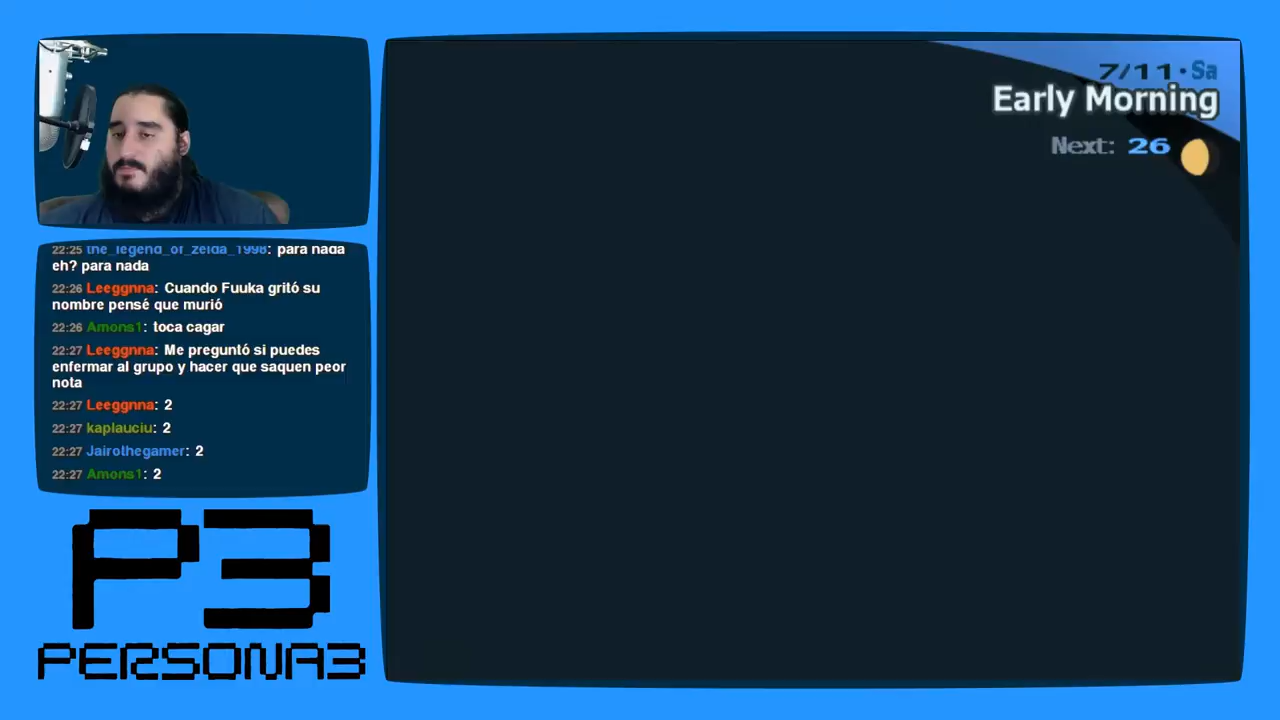 7/11·Sa
Early Morning
Next: 26
22:25 the_legend_of_zelda_1998: para nada
eh? para nada
22:26 Leeggnna: Cuando Fuuka gritó su
nombre pensé que murió
22:26 Amons1: toca cagar
22:27 Leeggnna: Me preguntó si puedes
enfermar al grupo y hacer que saquen peor
nota
22:27 Leeggnna: 2
22:27 kaplauciu: 2
22:27 Jairothegamer: 2
22:27 Amons1: 2
P3
PERSONA3